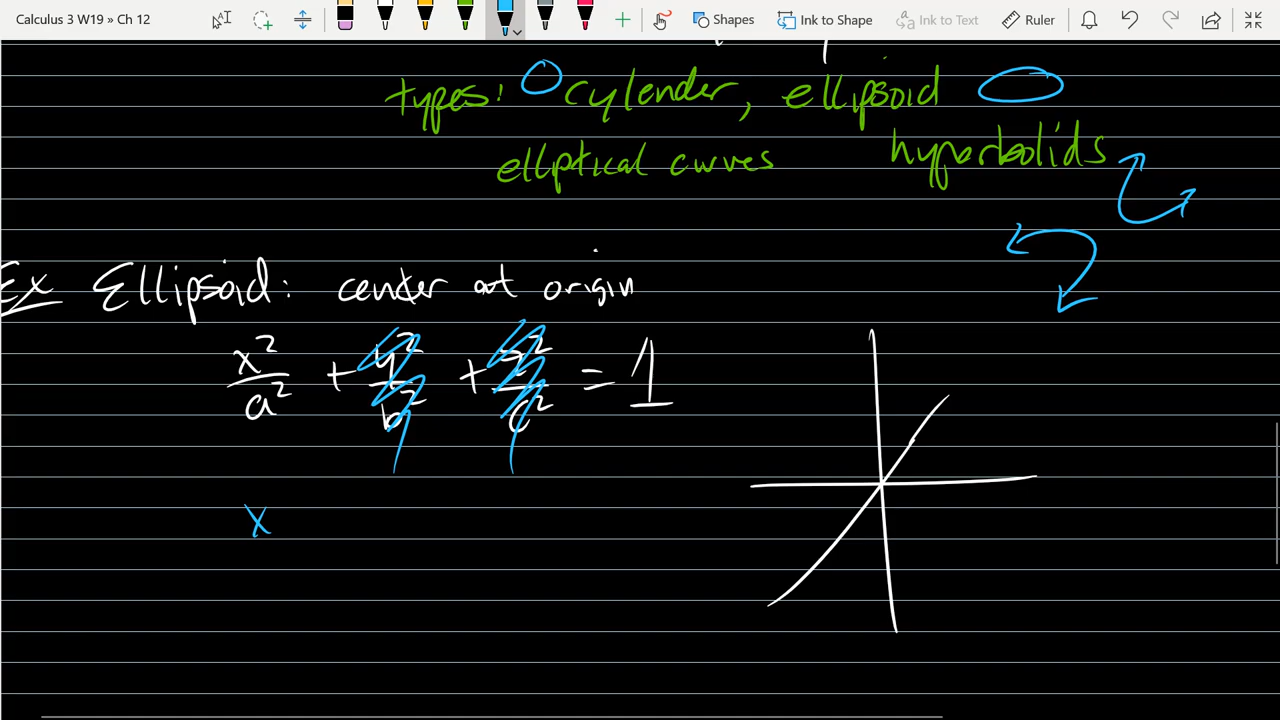 Calculus 3 W19 » Ch 12 Shapes Ink to Shape Ink to Text Ruler
types: cylender, ellipsoid
elliptical curves hyperbolids
Ex Ellipsoid: center at origin
x²/a² + y²/b² + z²/c² = 1
x